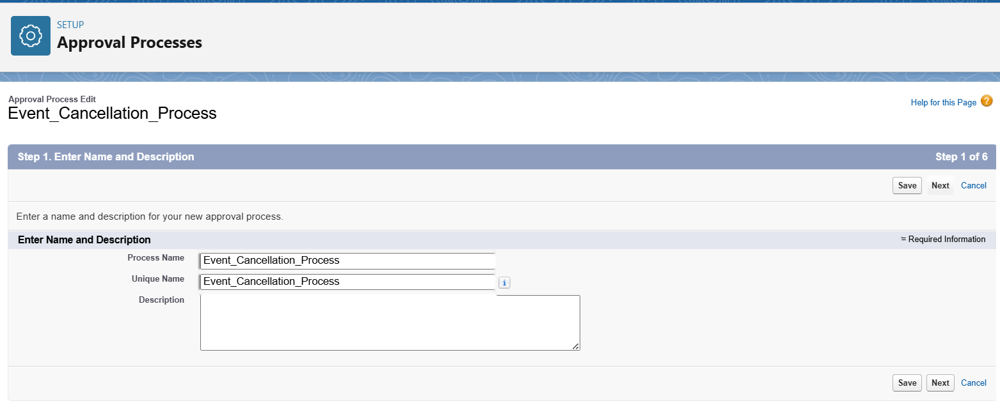 SETUP
Approval Processes
Approval Process Edit
Event_Cancellation_Process
Help for this Page ?
Step 1. Enter Name and Description
Step 1 of 6
Save Next Cancel
Enter a name and description for your new approval process.
Enter Name and Description
= Required Information
Process Name Event_Cancellation_Process
Unique Name Event_Cancellation_Process i
Description
Save Next Cancel